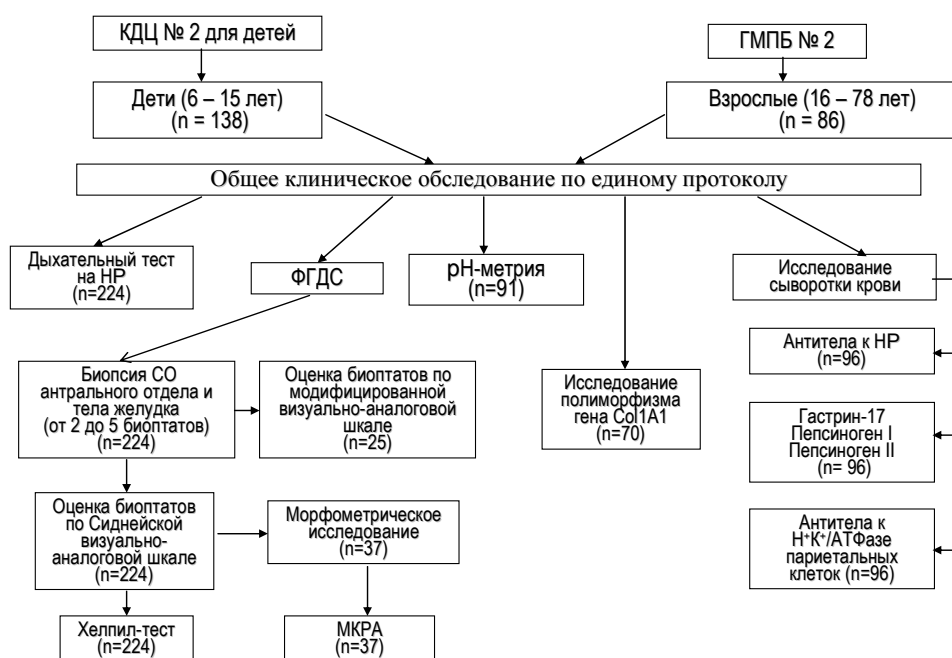 КДЦ № 2 для детей
ГМПБ № 2
Дети (6 – 15 лет)
(n = 138)
Взрослые (16 – 78 лет)
(n = 86)
Общее клиническое обследование по единому протоколу
Дыхательный тест
на НР
(n=224)
ФГДС
рН-метрия
(n=91)
Исследование
сыворотки крови
Антитела к НР
(n=96)
Биопсия СО
антрального отдела и
тела желудка
(от 2 до 5 биоптатов)
(n=224)
Оценка биоптатов по
модифицированной
визуально-аналоговой
шкале
(n=25)
Исследование
полиморфизма
гена Col1A1
(n=70)
Гастрин-17
Пепсиноген I
Пепсиноген II
(n= 96)
Оценка биоптатов
по Сиднейской
визуально-
аналоговой шкале
(n=224)
Морфометрическое
исследование
(n=37)
Антитела к
Н⁺К⁺/АТФазе
париетальных
клеток (n=96)
Хелпил-тест
(n=224)
МКРА
(n=37)